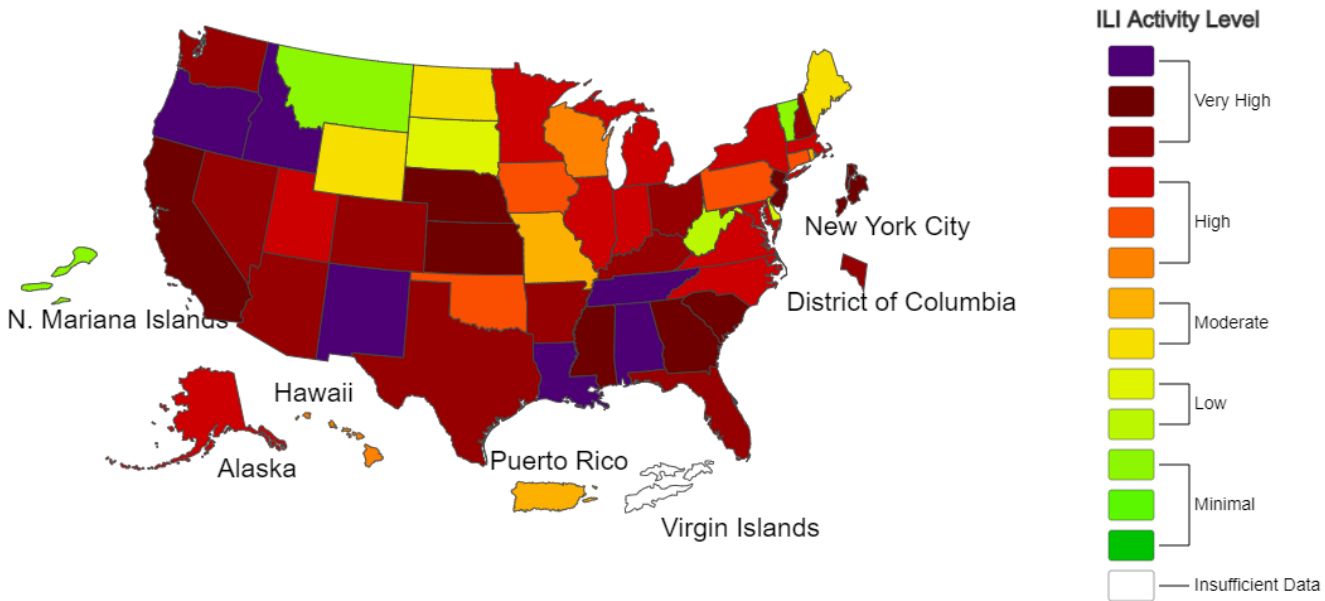 ILI Activity Level
Very High
High
Moderate
Low
Minimal
Insufficient Data
New York City
District of Columbia
N. Mariana Islands
Hawaii
Alaska
Puerto Rico
Virgin Islands